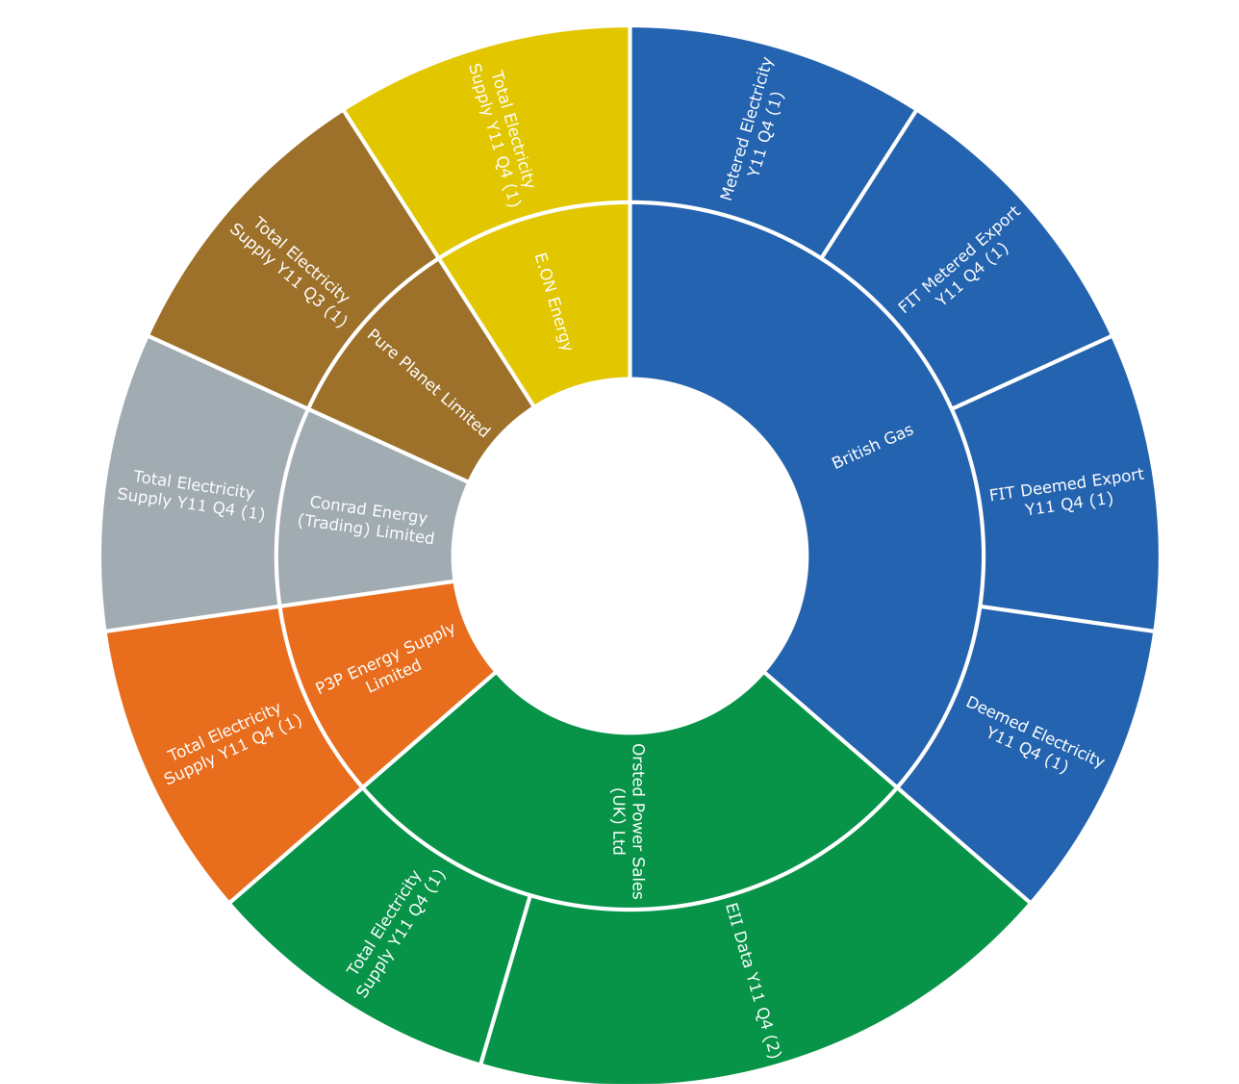 Metered Electricity
Y11 Q4 (1)
FIT Metered Export
Y11 Q4 (1)
FIT Deemed Export
Y11 Q4 (1)
Deemed Electricity
Y11 Q4 (1)
British Gas
EII Data Y11 Q4 (2)
Total Electricity
Supply Y11 Q4 (1)
Orsted Power Sales
(UK) Ltd
Total Electricity
Supply Y11 Q4 (1)
P3P Energy Supply
Limited
Total Electricity
Supply Y11 Q4 (1)
Conrad Energy
(Trading) Limited
Total Electricity
Supply Y11 Q3 (1)
Pure Planet Limited
Total Electricity
Supply Y11 Q4 (1)
E.ON Energy